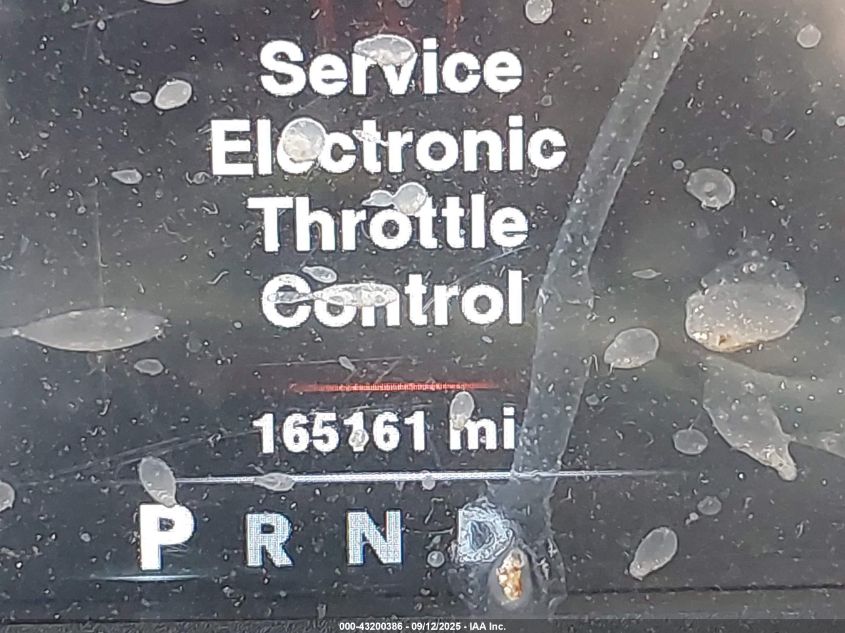 Service
Electronic
Throttle
Control
165161 mi
P R N D
000-43200386 - 09/12/2025 - IAA Inc.